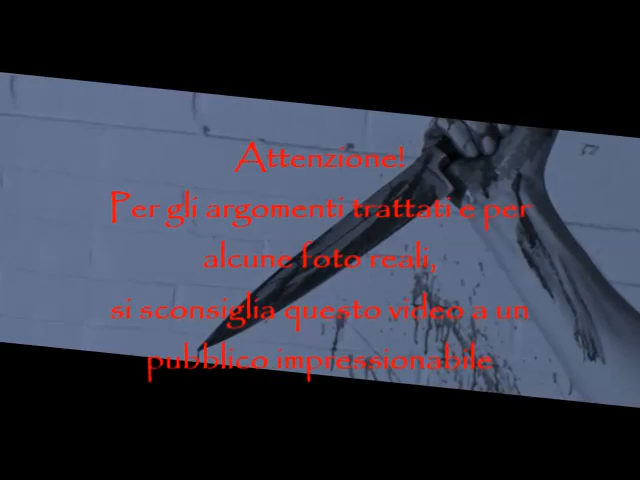 Attenzione!
Per gli argomenti trattati e per
alcune foto reali,
si sconsiglia questo video a un
pubblico impressionabile